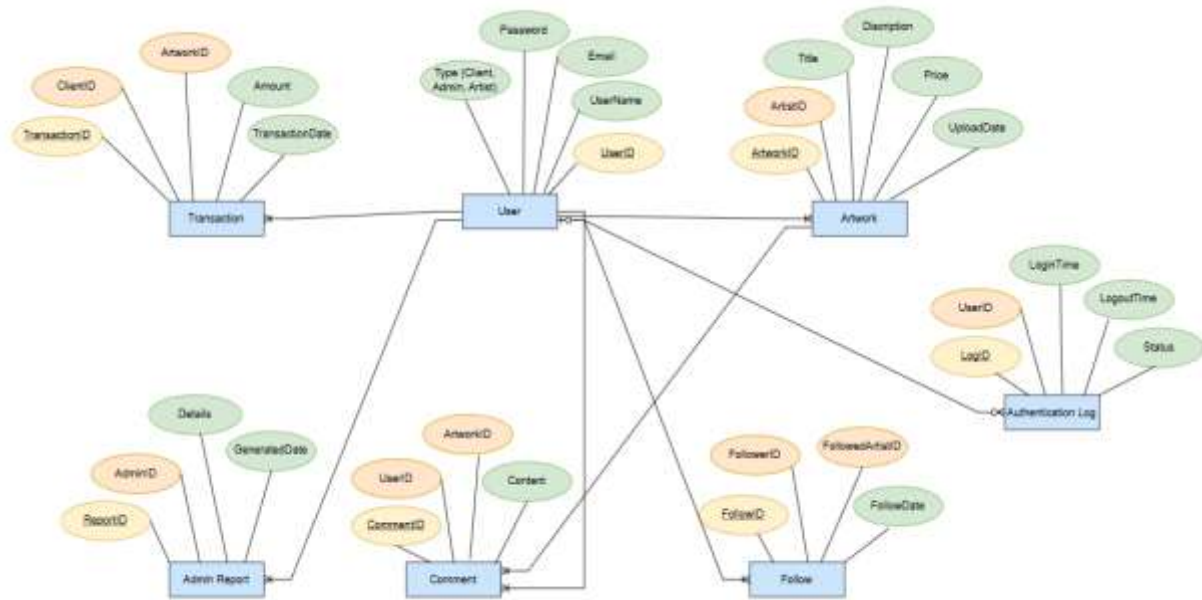 Password
Discription
ArtworkID
Email
Title
Type (Client,
Admin, Artist)
Price
ClientID
Amount
UserName
ArtistID
TransactionID
TransactionDate
UserID
ArtworkID
UploadDate
Transaction
User
Artwork
LoginTime
UserID
LogoutTime
LogID
Status
Authentication Log
Details
ArtworkID
FollowerID
FollowedArtistID
AdminID
GeneratedDate
UserID
Content
ReportID
CommentID
FollowID
FollowDate
Admin Report
Comment
Follow